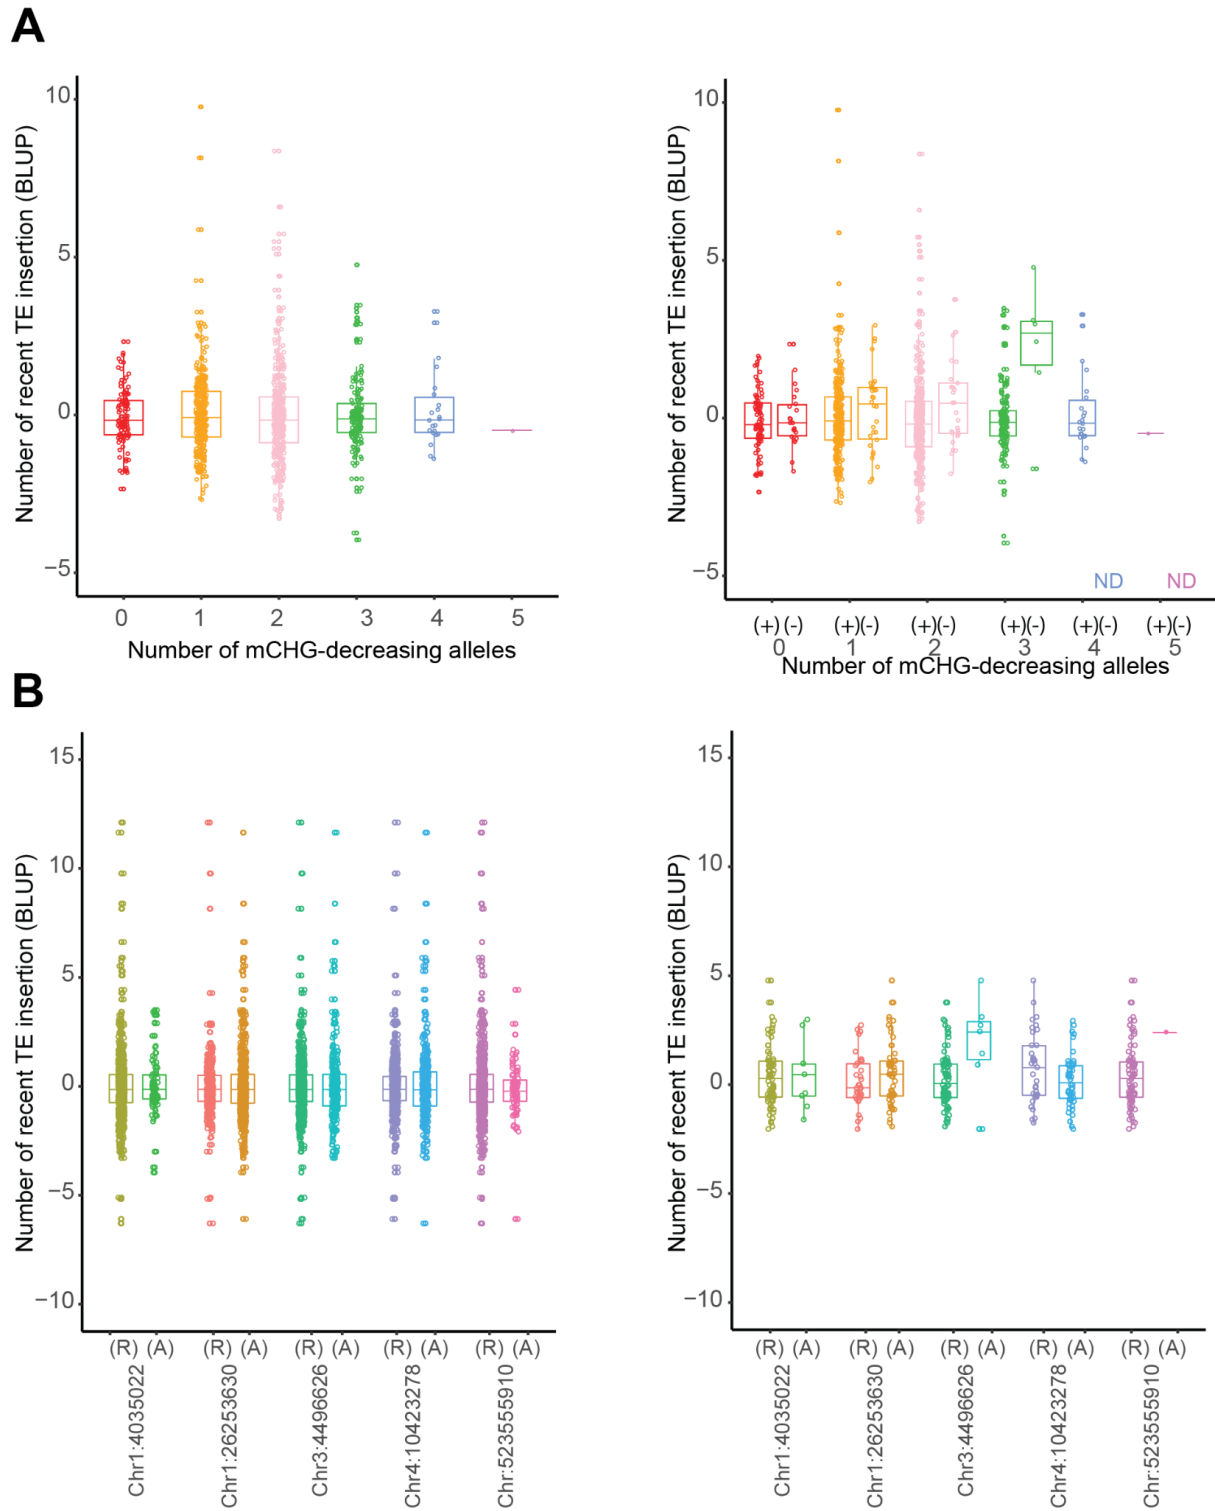 A
Number of recent TE insertion (BLUP)
10
5
0
−5
0 1 2 3 4 5
Number of mCHG-decreasing alleles
Number of recent TE insertion (BLUP)
10
5
0
−5
ND ND
(+)(-) (+)(-) (+)(-) (+)(-) (+)(-) (+)(-)
0 1 2 3 4 5
Number of mCHG-decreasing alleles
B
Number of recent TE insertion (BLUP)
15
10
5
0
−5
−10
(R) (A) (R) (A) (R) (A) (R) (A) (R) (A)
Chr1:4035022
Chr1:26253630
Chr3:4496626
Chr4:10423278
Chr:523555910
Number of recent TE insertion (BLUP)
15
10
5
0
−5
−10
(R) (A) (R) (A) (R) (A) (R) (A) (R) (A)
Chr1:4035022
Chr1:26253630
Chr3:4496626
Chr4:10423278
Chr:523555910